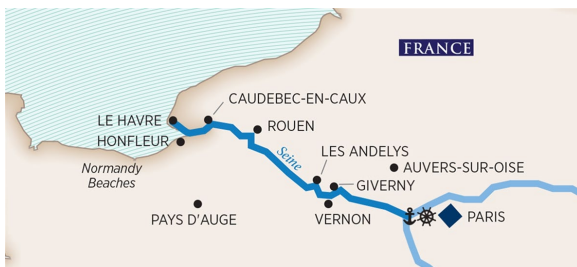 FRANCE
CAUDEBEC-EN-CAUX
LE HAVRE
ROUEN
HONFLEUR
Seine
LES ANDELYS
Normandy
Beaches
AUVERS-SUR-OISE
GIVERNY
PAYS D'AUGE
VERNON
PARIS